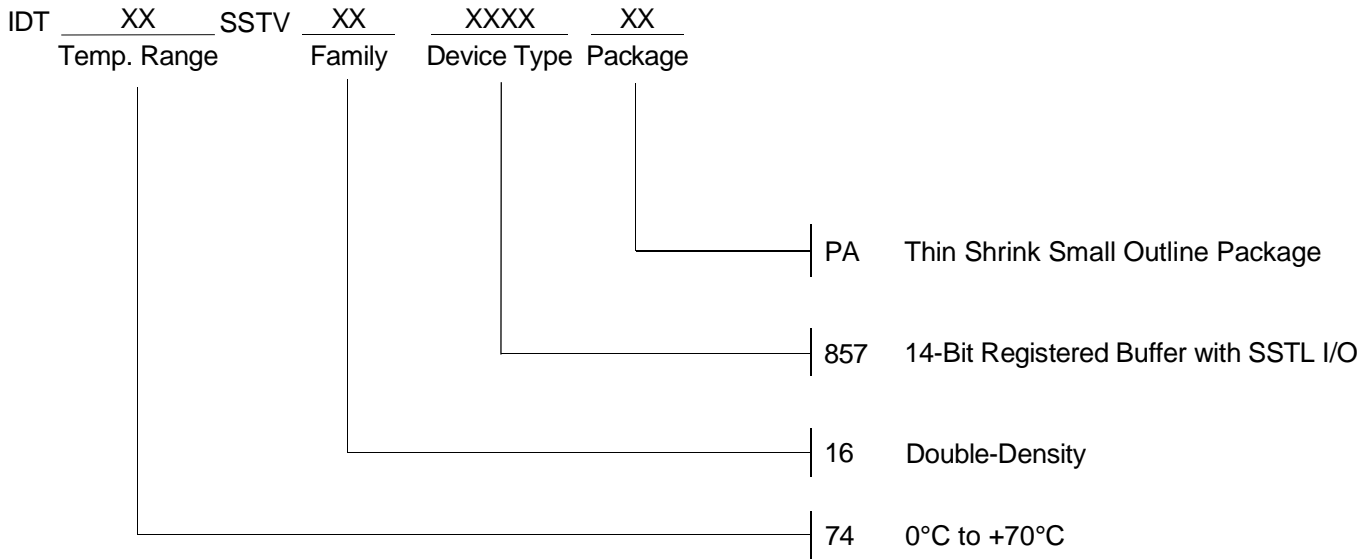 IDT XX SSTV XX XXXX XX
Temp. Range Family Device Type Package
PA Thin Shrink Small Outline Package
857 14-Bit Registered Buffer with SSTL I/O
16 Double-Density
74 0°C to +70°C